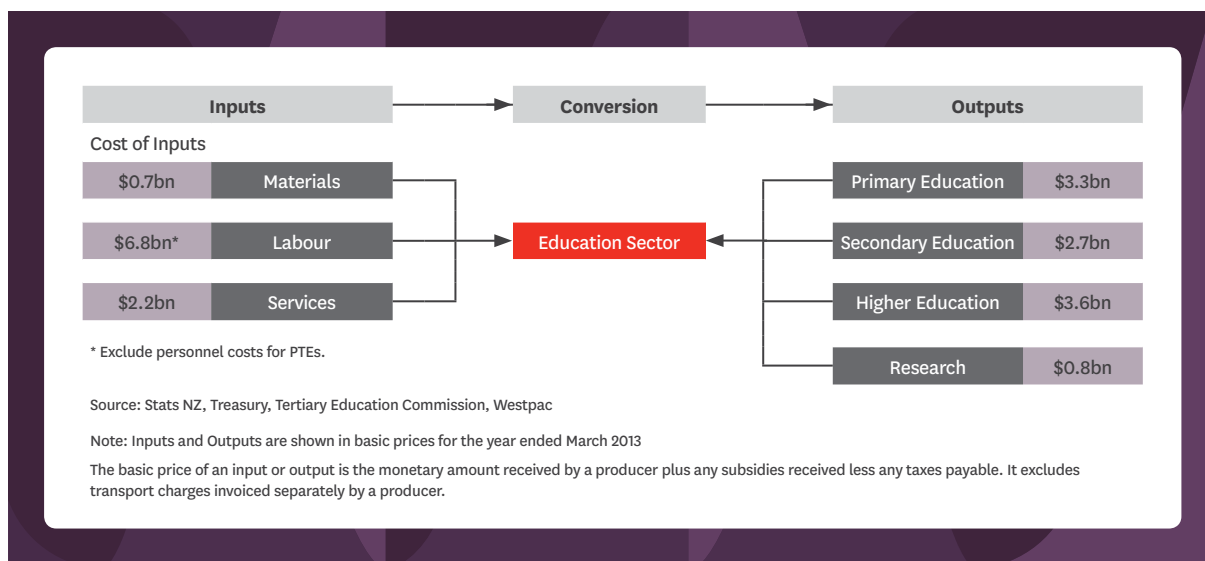 Inputs
Conversion
Outputs
Cost of Inputs
$0.7bn Materials
Primary Education $3.3bn
$6.8bn* Labour
Education Sector
Secondary Education $2.7bn
$2.2bn Services
Higher Education $3.6bn
* Exclude personnel costs for PTEs.
Research $0.8bn
Source: Stats NZ, Treasury, Tertiary Education Commission, Westpac
Note: Inputs and Outputs are shown in basic prices for the year ended March 2013
The basic price of an input or output is the monetary amount received by a producer plus any subsidies received less any taxes payable. It excludes
transport charges invoiced separately by a producer.